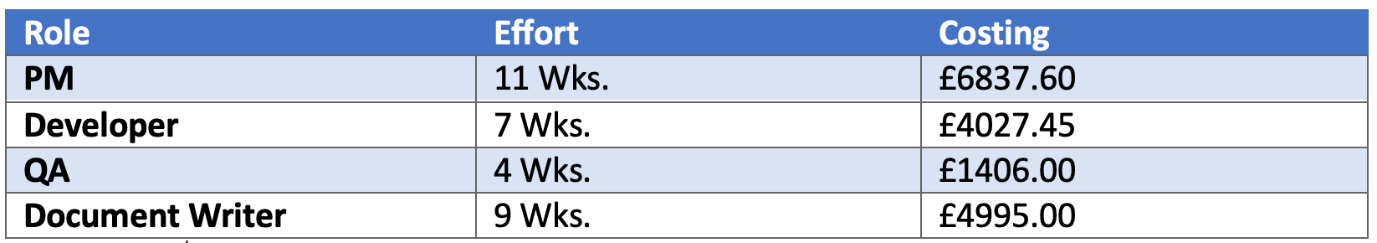 Role Effort Costing
PM 11 Wks. £6837.60
Developer 7 Wks. £4027.45
QA 4 Wks. £1406.00
Document Writer 9 Wks. £4995.00